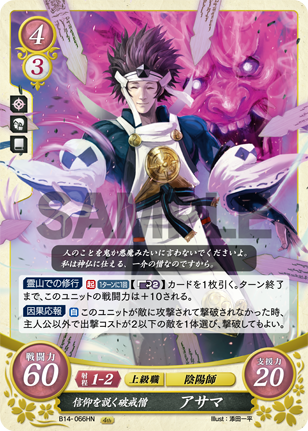 4
3
SAMPLE
人のことを鬼か悪魔みたいに言わないでくださいよ。
私は神仏に仕える、一介の僧なのですから。
霊山での修行 起 1ターンに1回 2 カードを1枚引く。ターン終了
まで、このユニットの戦闘力は+10される。
因果応報 自 このユニットが敵に攻撃されて撃破されなかった時、
主人公以外で出撃コストが2以下の敵を1体選び、撃破してもよい。
戦闘力
60
射程 1-2 上級職 陰陽師
支援力
20
信仰を説く破戒僧 アサマ
B14-066HN
Illust:漆田一平